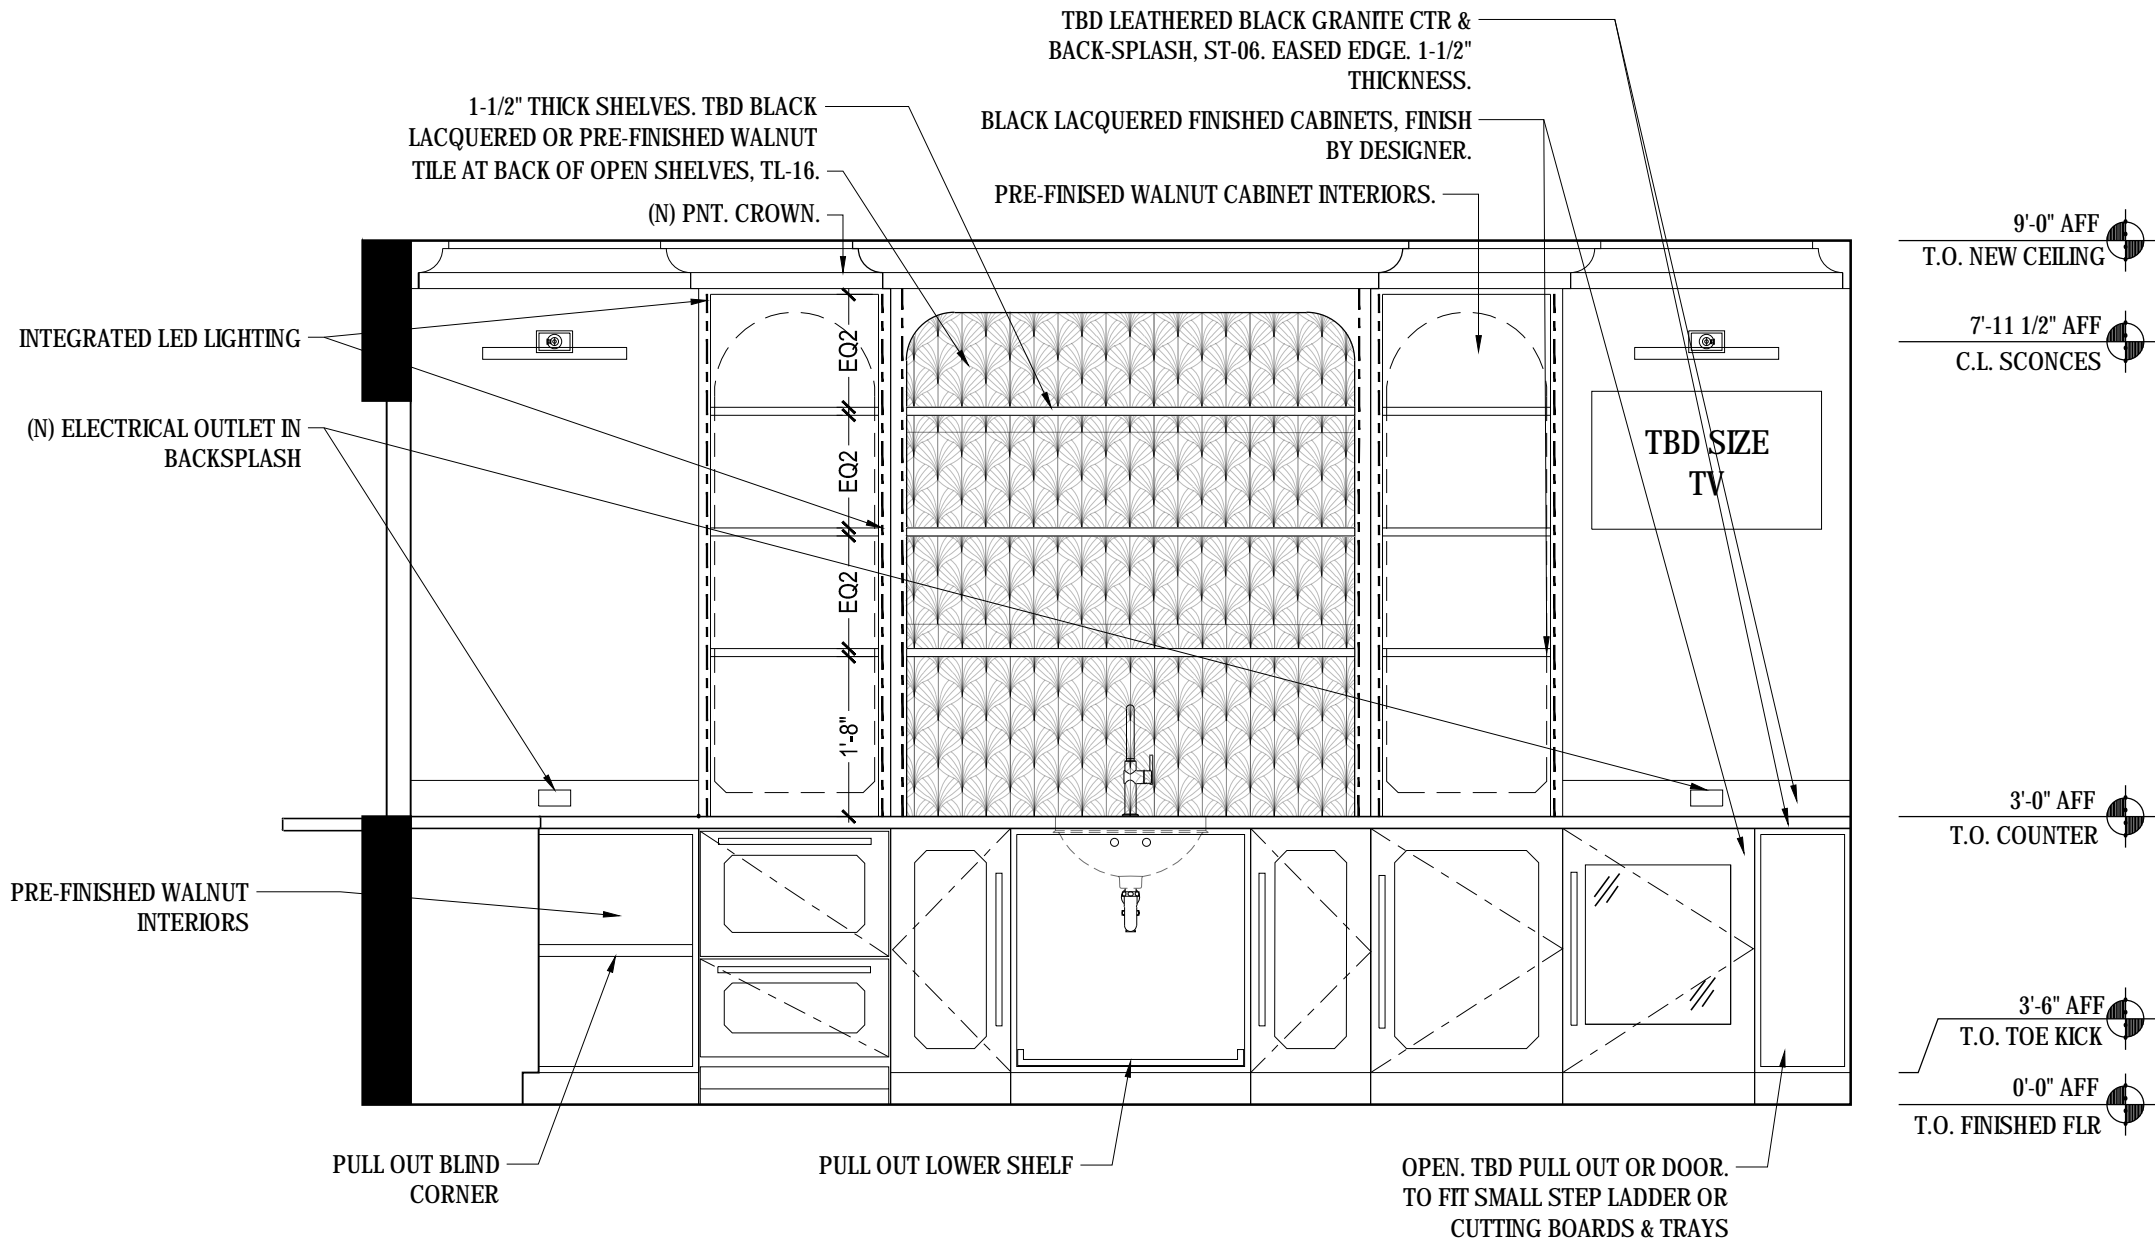 TBD LEATHERED BLACK GRANITE CTR &
BACK-SPLASH, ST-06. EASED EDGE. 1-1/2"
THICKNESS.
1-1/2" THICK SHELVES. TBD BLACK
LACQUERED OR PRE-FINISHED WALNUT
TILE AT BACK OF OPEN SHELVES, TL-16.
(N) PNT. CROWN.
BLACK LACQUERED FINISHED CABINETS, FINISH
BY DESIGNER.
PRE-FINISED WALNUT CABINET INTERIORS.
INTEGRATED LED LIGHTING
(N) ELECTRICAL OUTLET IN
BACKSPLASH
PRE-FINISHED WALNUT
INTERIORS
EQ2
EQ2
EQ2
1'-8"
TBD SIZE
TV
9'-0" AFF
T.O. NEW CEILING
7'-11 1/2" AFF
C.L. SCONCES
3'-0" AFF
T.O. COUNTER
3'-6" AFF
T.O. TOE KICK
0'-0" AFF
T.O. FINISHED FLR
PULL OUT BLIND
CORNER
PULL OUT LOWER SHELF
OPEN. TBD PULL OUT OR DOOR.
TO FIT SMALL STEP LADDER OR
CUTTING BOARDS & TRAYS